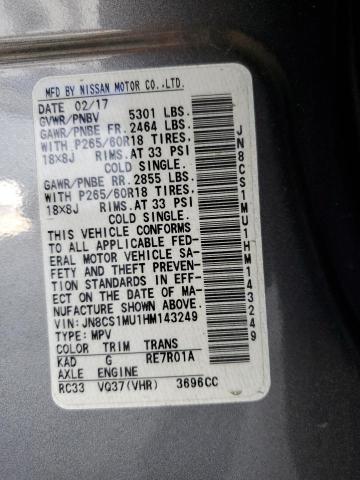 MFD BY NISSAN MOTOR CO.,LTD.
DATE 02/17
GVWR/PNBV 5301 LBS.
GAWR/PNBE FR. 2464 LBS.
WITH P265/60R18 TIRES,
18X8J RIMS, AT 33 PSI
COLD SINGLE.
GAWR/PNBE RR. 2855 LBS.
WITH P265/60R18 TIRES,
18X8J RIMS, AT 33 PSI
COLD SINGLE.
THIS VEHICLE CONFORMS
TO ALL APPLICABLE FED-
ERAL MOTOR VEHICLE SA-
FETY AND THEFT PREVEN-
TION STANDARDS IN EFF-
ECT ON THE DATE OF MA-
NUFACTURE SHOWN ABOVE.
VIN: JN8CS1MU1HM143249
TYPE: MPV
COLOR TRIM TRANS
KAD G RE7R01A
AXLE ENGINE
RC33 VQ37(VHR) 3696CC
JN8CS1MU1HM143249